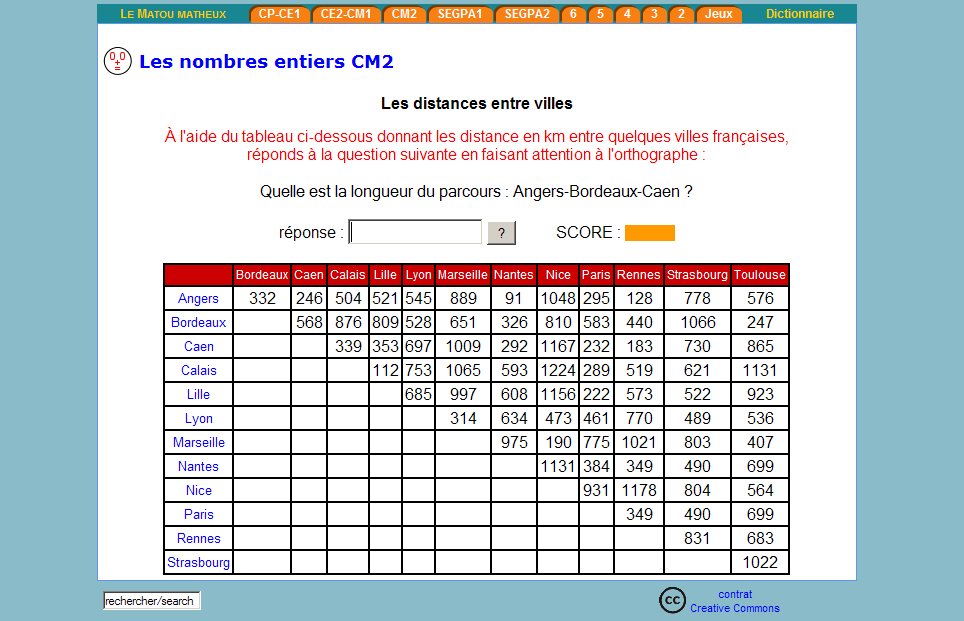 LE MATOU MATHEUX CP-CE1 CE2-CM1 CM2 SEGPA1 SEGPA2 6 5 4 3 2 Jeux Dictionnaire
Les nombres entiers CM2
Les distances entre villes
À l'aide du tableau ci-dessous donnant les distance en km entre quelques villes françaises,
réponds à la question suivante en faisant attention à l'orthographe :
Quelle est la longueur du parcours : Angers-Bordeaux-Caen ?
réponse : ? SCORE :
Bordeaux Caen Calais Lille Lyon Marseille Nantes Nice Paris Rennes Strasbourg Toulouse
Angers 332 246 504 521 545 889 91 1048 295 128 778 576
Bordeaux 568 876 809 528 651 326 810 583 440 1066 247
Caen 339 353 697 1009 292 1167 232 183 730 865
Calais 112 753 1065 593 1224 289 519 621 1131
Lille 685 997 608 1156 222 573 522 923
Lyon 314 634 473 461 770 489 536
Marseille 975 190 775 1021 803 407
Nantes 1131 384 349 490 699
Nice 931 1178 804 564
Paris 349 490 699
Rennes 831 683
Strasbourg 1022
rechercher/search
cc contrat
Creative Commons